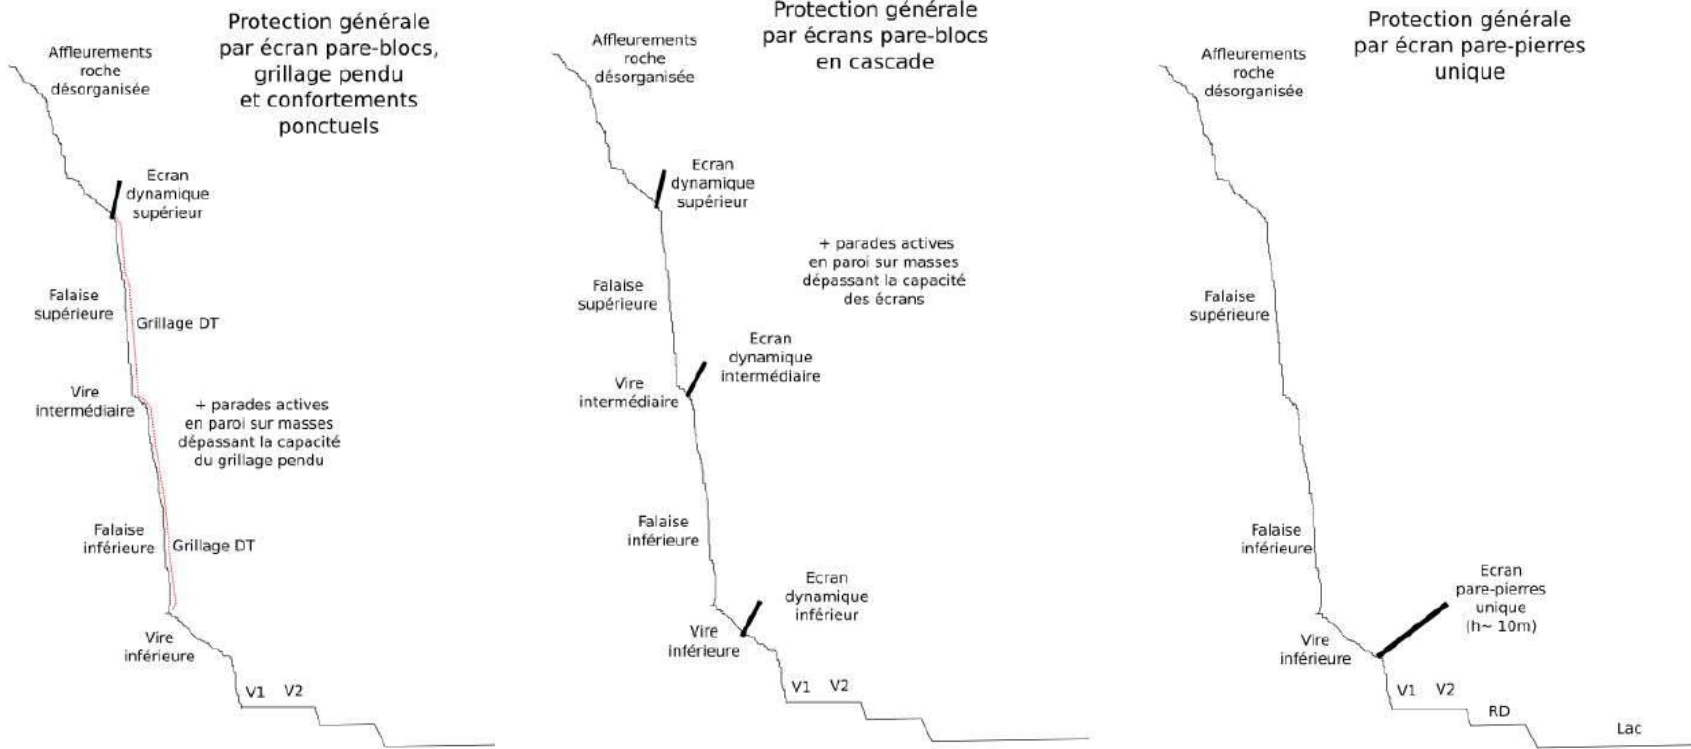 Protection générale
par écran pare-blocs,
grillage pendu
et confortements
ponctuels
Affleurements
roche
désorganisée
Ecran
dynamique
supérieur
Falaise
supérieure
Grillage DT
Vire
intermédiaire
+ parades actives
en paroi sur masses
dépassant la capacité
du grillage pendu
Falaise
inférieure
Grillage DT
Vire
inférieure
V1 V2
Protection générale
par écrans pare-blocs
en cascade
Affleurements
roche
désorganisée
Ecran
dynamique
supérieur
+ parades actives
en paroi sur masses
dépassant la capacité
des écrans
Falaise
supérieure
Ecran
dynamique
intermédiaire
Vire
intermédiaire
Falaise
inférieure
Ecran
dynamique
inférieur
Vire
inférieure
V1 V2
Protection générale
par écran pare-pierres
unique
Affleurements
roche
désorganisée
Falaise
supérieure
Falaise
inférieure
Ecran
pare-pierres
unique
(h~ 10m)
Vire
inférieure
V1 V2
RD
Lac